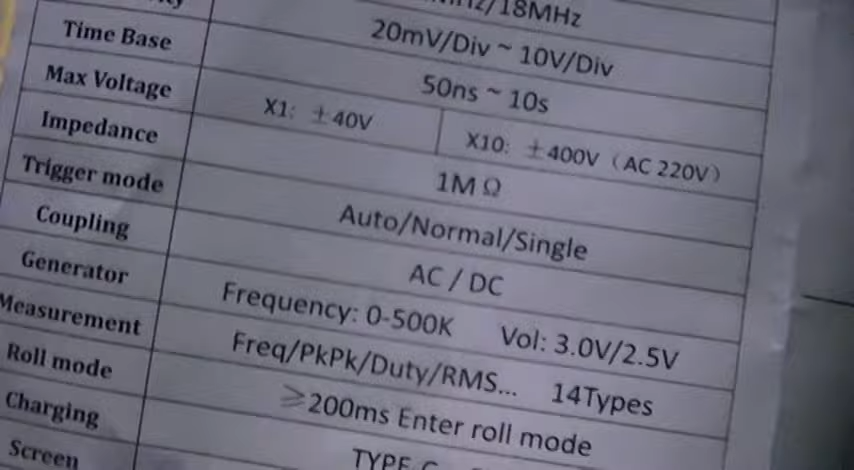 /18MHz
20mV/Div ~ 10V/Div
Time Base 50ns ~ 10s
Max Voltage X1: ±40V X10: ±400V (AC 220V)
Impedance 1MΩ
Trigger mode Auto/Normal/Single
Coupling AC / DC
Generator Frequency: 0-500K Vol: 3.0V/2.5V
Measurement Freq/PkPk/Duty/RMS... 14Types
Roll mode ≥200ms Enter roll mode
Charging TYPE
Screen